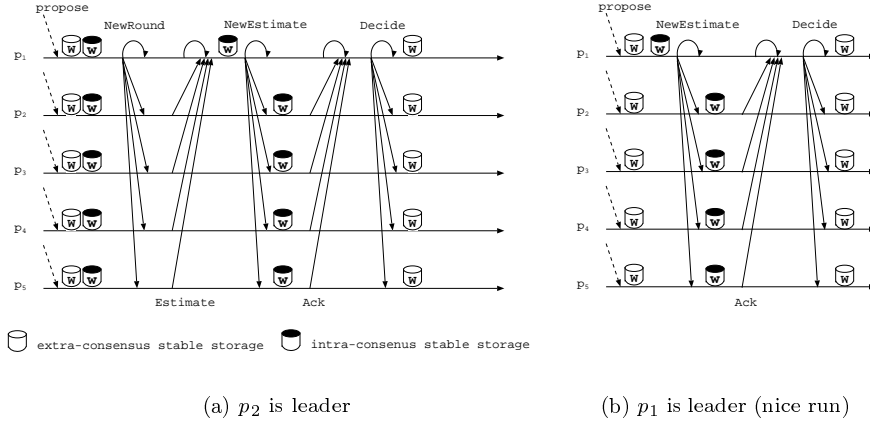 propose
NewRound NewEstimate Decide
W W W W
p1
W W W W
p2
W W W W
p3
W W W W
p4
W W W W
p5
Estimate Ack
extra-consensus stable storage intra-consenus stable storage
(a) p2 is leader
propose
NewEstimate Decide
W W W
p1
W W W
p2
W W W
p3
W W W
p4
W W W
p5
Ack
(b) p1 is leader (nice run)